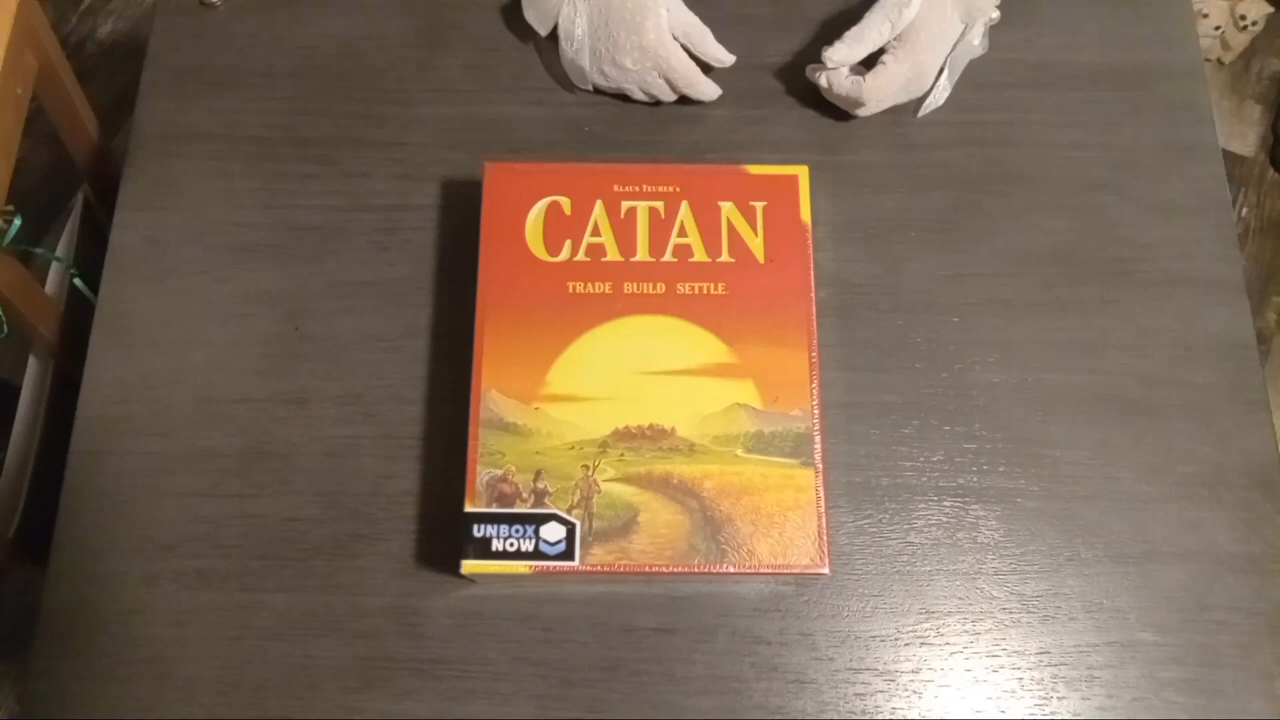 KLAUS TEUBER'S
CATAN
TRADE BUILD SETTLE
UNBOX
NOW